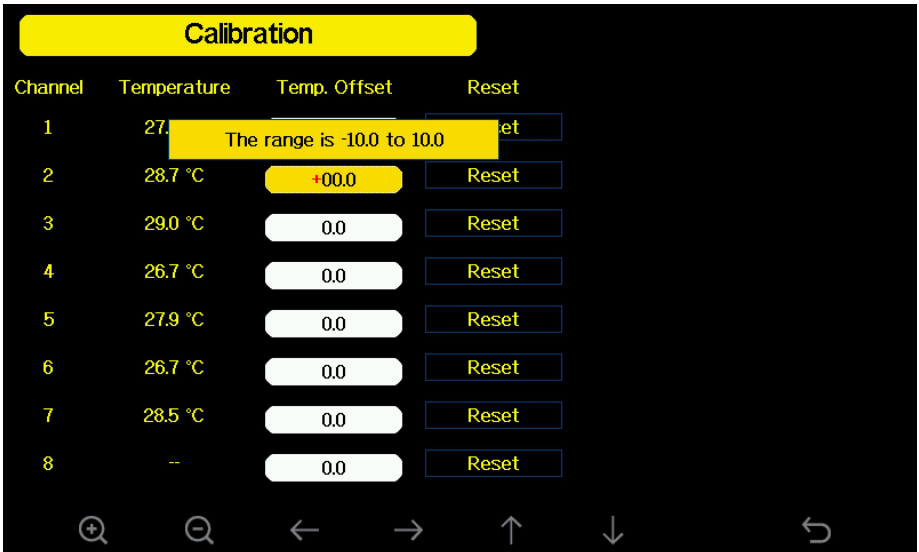 Calibration
Channel Temperature Temp. Offset Reset
1 27.
The range is -10.0 to 10.0
2 28.7 °C +00.0 Reset
3 29.0 °C 0.0 Reset
4 26.7 °C 0.0 Reset
5 27.9 °C 0.0 Reset
6 26.7 °C 0.0 Reset
7 28.5 °C 0.0 Reset
8 -- 0.0 Reset